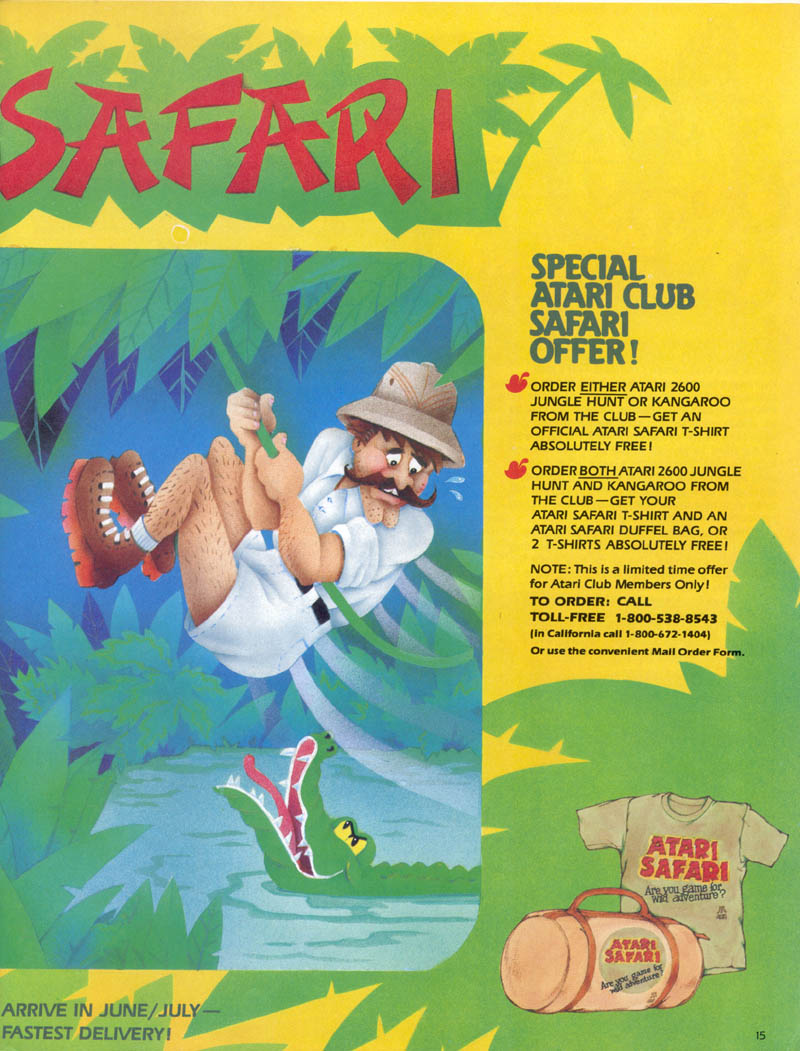 SAFARI
SPECIAL
ATARI CLUB
SAFARI
OFFER!
ORDER EITHER ATARI 2600
JUNGLE HUNT OR KANGAROO
FROM THE CLUB—GET AN
OFFICIAL ATARI SAFARI T-SHIRT
ABSOLUTELY FREE!
ORDER BOTH ATARI 2600 JUNGLE
HUNT AND KANGAROO FROM
THE CLUB—GET YOUR
ATARI SAFARI T-SHIRT AND AN
ATARI SAFARI DUFFEL BAG, OR
2 T-SHIRTS ABSOLUTELY FREE!
NOTE: This is a limited time offer
for Atari Club Members Only!
TO ORDER: CALL
TOLL-FREE 1-800-538-8543
(in California call 1-800-672-1404)
Or use the convenient Mail Order Form.
ATARI
SAFARI
Are you game for
wild adventure?
ATARI
SAFARI
Are you game for
wild adventure?
ARRIVE IN JUNE/JULY—
FASTEST DELIVERY!
15